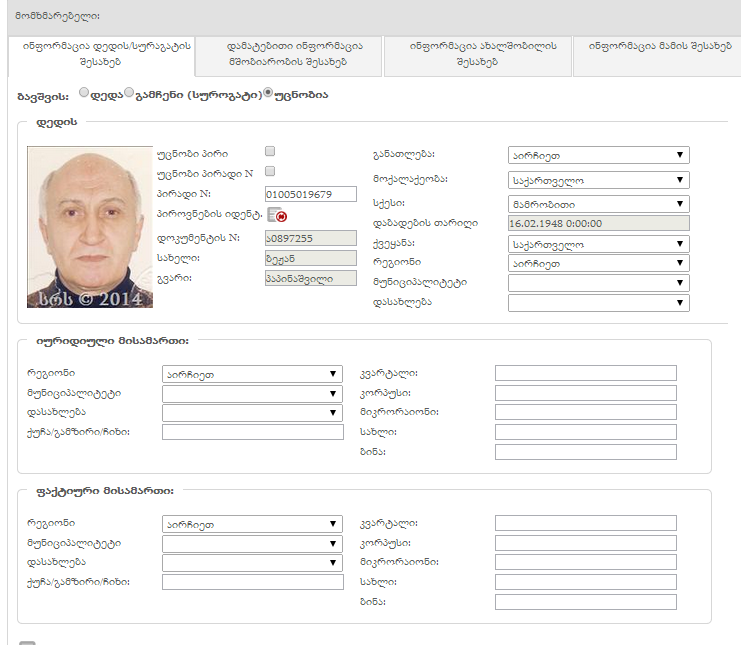 მომხმარებელი:
ინფორმაცია დედის/სურაგატის შესახებ
დამატებითი ინფორმაცია მშობიარობის შესახებ
ინფორმაცია ახალშობილის შესახებ
ინფორმაცია მამის შესახებ
ბავშვის: დედა გამჩენი (სუროგატი) უცნობია
დედის
სრს © 2014
უცნობი პირი
უცნობი პირადი N
პირადი N: 01005019679
პიროვნების იდენტ.
დოკუმენტის N: ა0897255
სახელი: ბეჟან
გვარი: პაპინაშვილი
განათლება: აირჩიეთ
მოქალაქეობა: საქართველო
სქესი: მამრობითი
დაბადების თარიღი 16.02.1948 0:00:00
ქვეყანა: საქართველო
რეგიონი აირჩიეთ
მუნიციპალიტეტი
დასახლება
იურიდიული მისამართი:
რეგიონი აირჩიეთ
მუნიციპალიტეტი
დასახლება
ქუჩა/გამზირი/ჩიხი:
კვარტალი:
კორპუსი:
მიკრორაიონი:
სახლი:
ბინა:
ფაქტიური მისამართი:
რეგიონი აირჩიეთ
მუნიციპალიტეტი
დასახლება
ქუჩა/გამზირი/ჩიხი:
კვარტალი:
კორპუსი:
მიკრორაიონი:
სახლი:
ბინა: